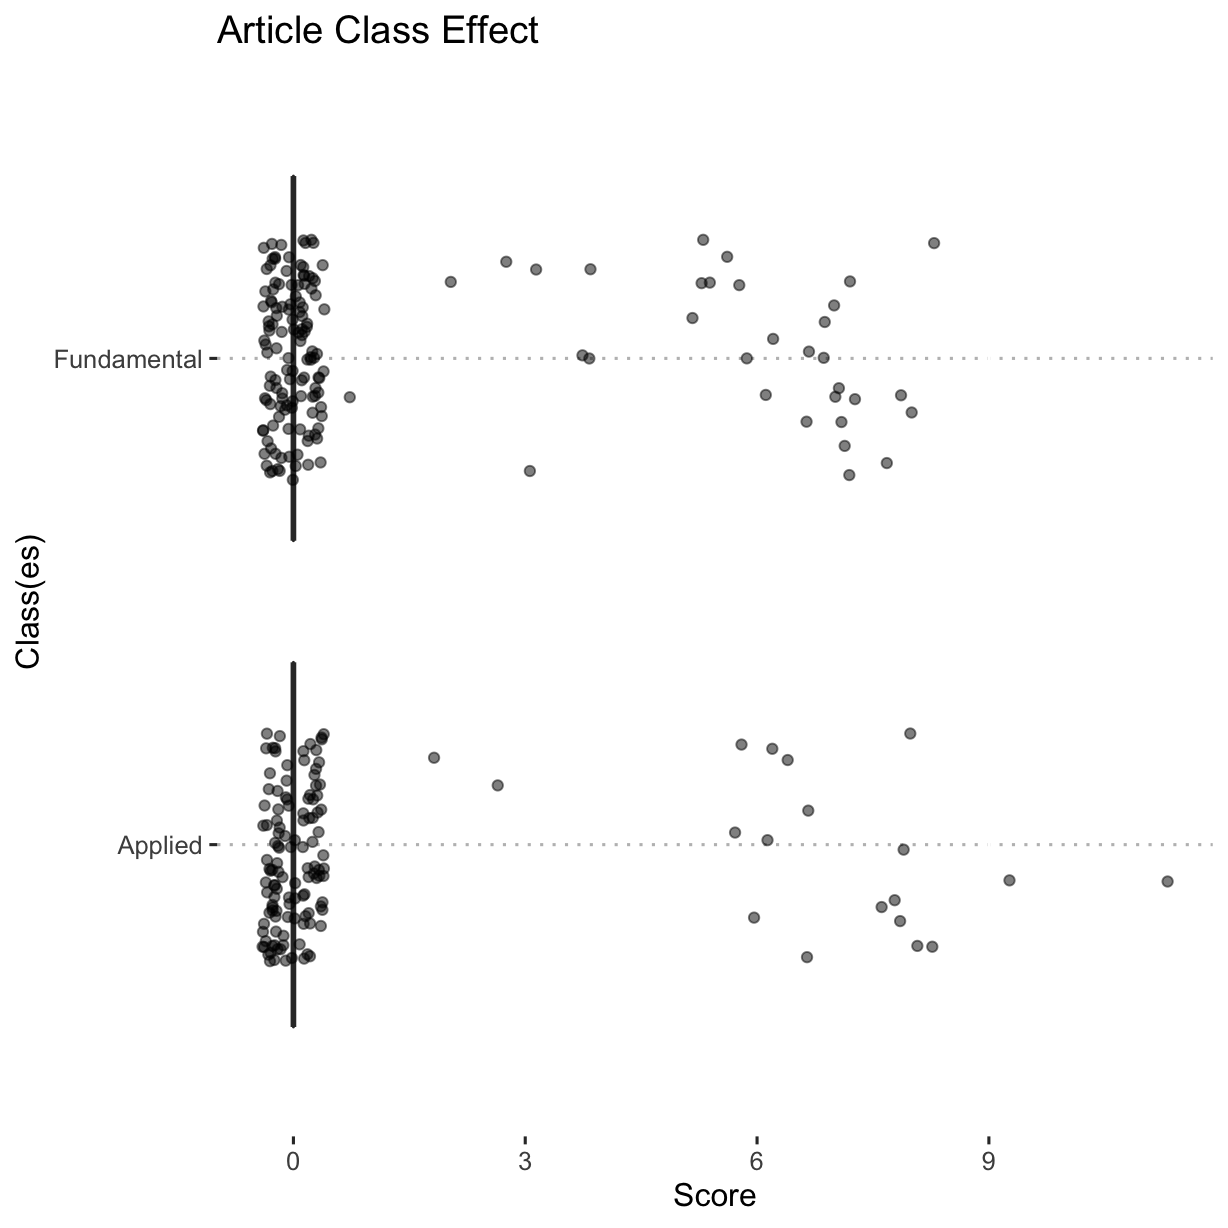 Article Class Effect
Class(es)
Fundamental
Applied
0 3 6 9
Score